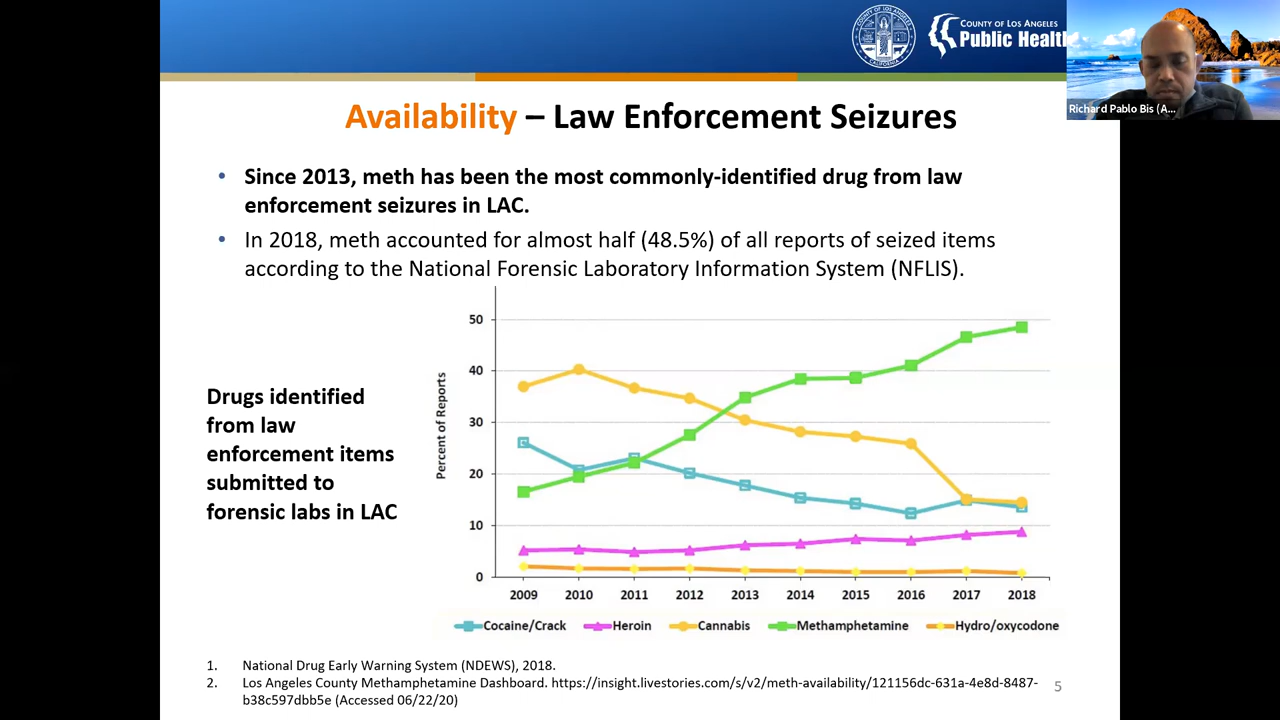 COUNTY OF LOS ANGELES
Public Health
COUNTY OF LOS ANGELES
CALIFORNIA
Richard Pablo Bis (A...
Availability – Law Enforcement Seizures
• Since 2013, meth has been the most commonly-identified drug from law
enforcement seizures in LAC.
• In 2018, meth accounted for almost half (48.5%) of all reports of seized items
according to the National Forensic Laboratory Information System (NFLIS).
Drugs identified
from law
enforcement items
submitted to
forensic labs in LAC
Percent of Reports
50
40
30
20
10
0
2009 2010 2011 2012 2013 2014 2015 2016 2017 2018
Cocaine/Crack Heroin Cannabis Methamphetamine Hydro/oxycodone
1. National Drug Early Warning System (NDEWS), 2018.
2. Los Angeles County Methamphetamine Dashboard. https://insight.livestories.com/s/v2/meth-availability/121156dc-631a-4e8d-8487-
b38c597dbb5e (Accessed 06/22/20)
5